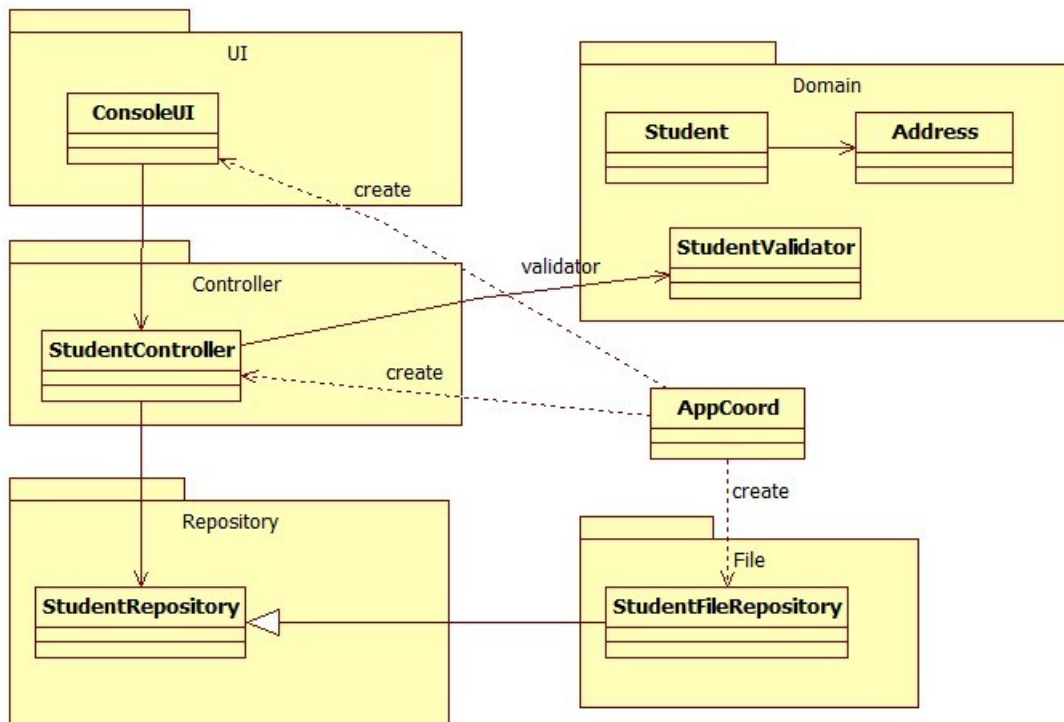 UI
ConsoleUI
Domain
Student
Address
create
StudentValidator
validator
Controller
StudentController
create
AppCoord
create
Repository
File
StudentRepository
StudentFileRepository